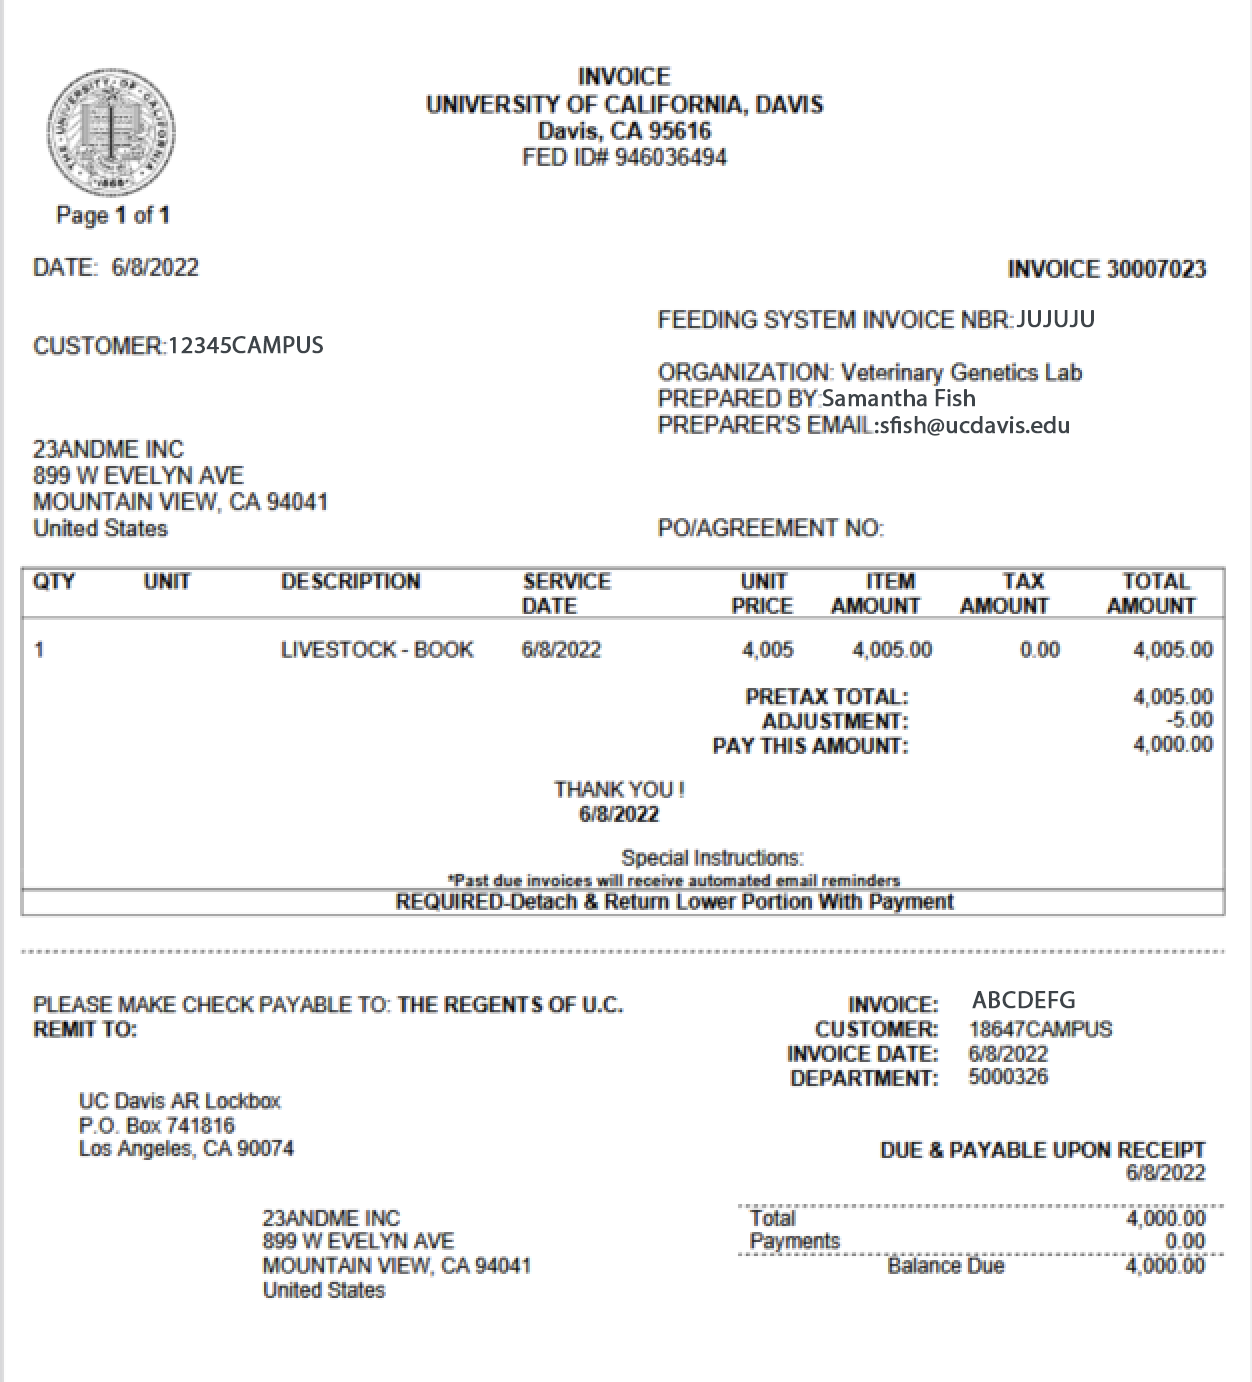 THE · UNIVERSITY · OF · CALIFORNIA
· 1868 ·
INVOICE
UNIVERSITY OF CALIFORNIA, DAVIS
Davis, CA 95616
FED ID# 946036494
Page 1 of 1
DATE: 6/8/2022
INVOICE 30007023
FEEDING SYSTEM INVOICE NBR:JUJUJU
CUSTOMER:12345CAMPUS
ORGANIZATION: Veterinary Genetics Lab
PREPARED BY:Samantha Fish
PREPARER'S EMAIL:sfish@ucdavis.edu
23ANDME INC
899 W EVELYN AVE
MOUNTAIN VIEW, CA 94041
United States
PO/AGREEMENT NO:
QTY UNIT DESCRIPTION SERVICE DATE UNIT PRICE ITEM AMOUNT TAX AMOUNT TOTAL AMOUNT
1 LIVESTOCK - BOOK 6/8/2022 4,005 4,005.00 0.00 4,005.00
PRETAX TOTAL: 4,005.00
ADJUSTMENT: -5.00
PAY THIS AMOUNT: 4,000.00
THANK YOU !
6/8/2022
Special Instructions:
*Past due invoices will receive automated email reminders
REQUIRED-Detach & Return Lower Portion With Payment
PLEASE MAKE CHECK PAYABLE TO: THE REGENTS OF U.C.
REMIT TO:
UC Davis AR Lockbox
P.O. Box 741816
Los Angeles, CA 90074
23ANDME INC
899 W EVELYN AVE
MOUNTAIN VIEW, CA 94041
United States
INVOICE: ABCDEFG
CUSTOMER: 18647CAMPUS
INVOICE DATE: 6/8/2022
DEPARTMENT: 5000326
DUE & PAYABLE UPON RECEIPT
6/8/2022
Total 4,000.00
Payments 0.00
Balance Due 4,000.00